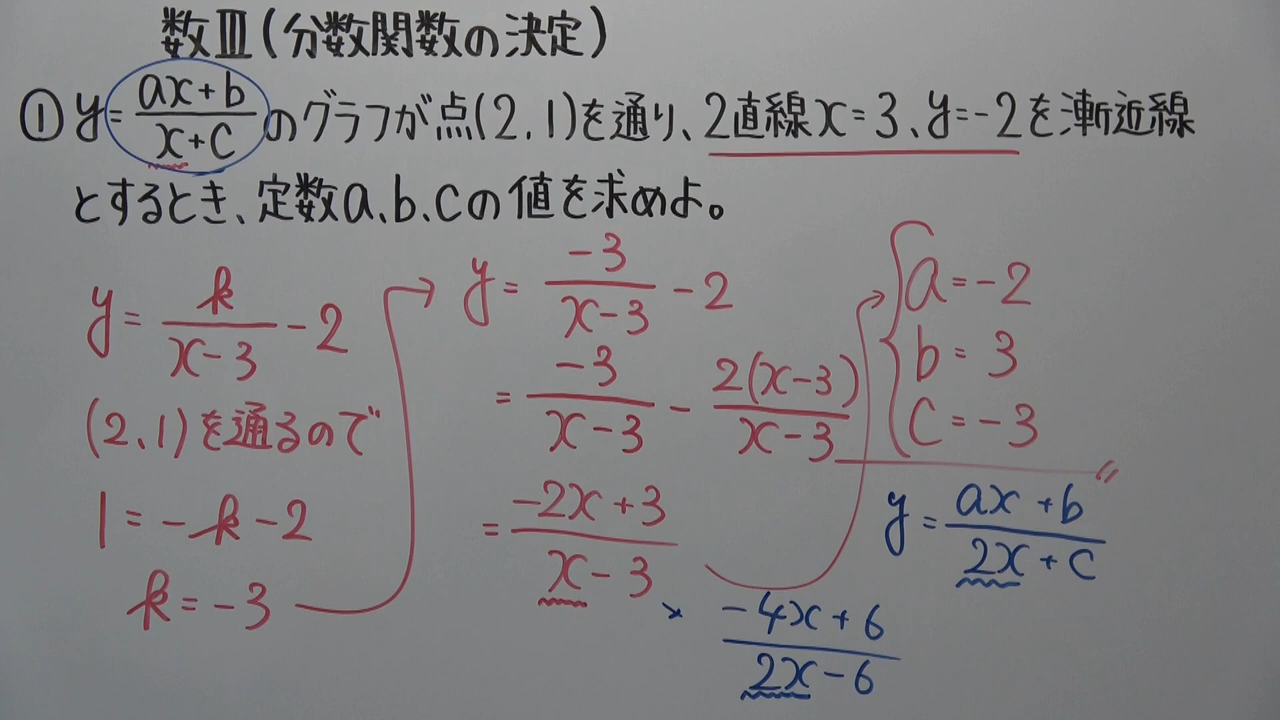 数Ⅲ(分数関数の決定)
① y=(ax+b)/(x+c)のグラフが点(2,1)を通り、2直線x=3、y=-2を漸近線
とするとき、定数a、b、cの値を求めよ。
y = k/(x-3) - 2
(2,1)を通るので
1 = -k - 2
k = -3
y = -3/(x-3) - 2
= -3/(x-3) - 2(x-3)/(x-3)
= (-2x+3)/(x-3)
a = -2
b = 3
c = -3
y = (ax+b)/(2x+c)
(-4x+6)/(2x-6)